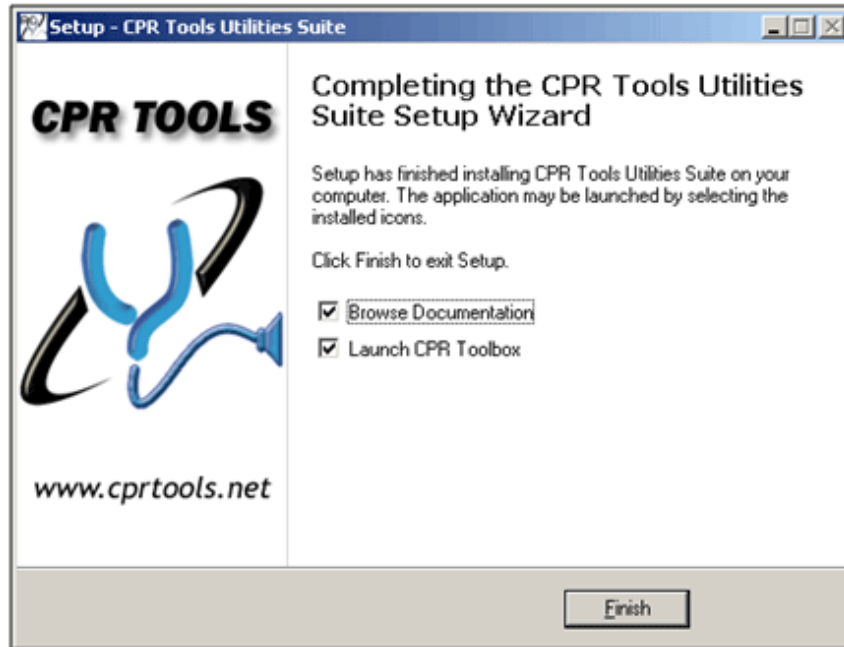 Setup - CPR Tools Utilities Suite
CPR TOOLS
www.cprtools.net
Completing the CPR Tools Utilities
Suite Setup Wizard
Setup has finished installing CPR Tools Utilities Suite on your
computer. The application may be launched by selecting the
installed icons.
Click Finish to exit Setup.
Browse Documentation
Launch CPR Toolbox
Finish